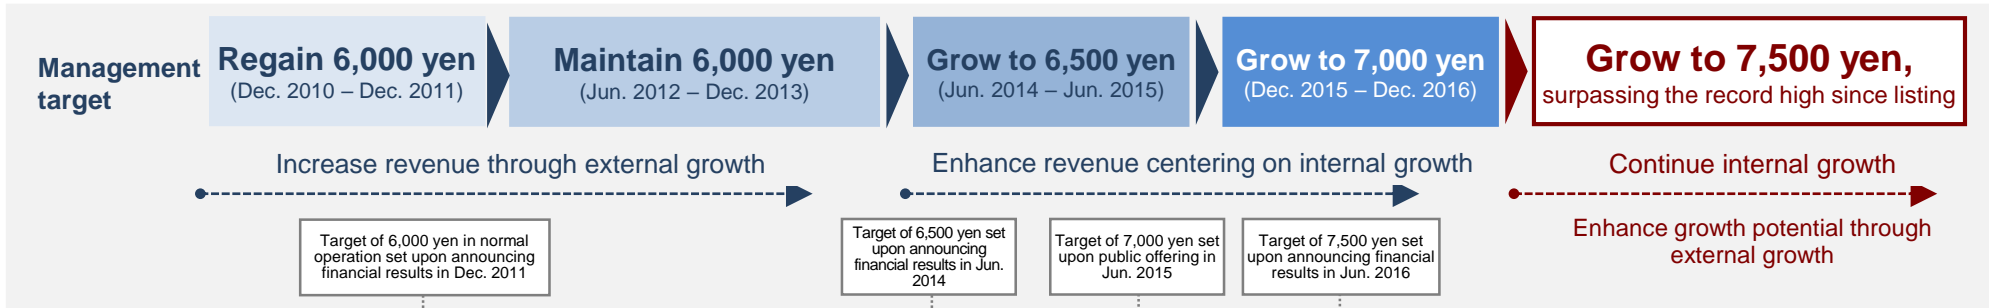 Management
target
Regain 6,000 yen
(Dec. 2010 – Dec. 2011)
Maintain 6,000 yen
(Jun. 2012 – Dec. 2013)
Grow to 6,500 yen
(Jun. 2014 – Jun. 2015)
Grow to 7,000 yen
(Dec. 2015 – Dec. 2016)
Grow to 7,500 yen,
surpassing the record high since listing
Increase revenue through external growth
Enhance revenue centering on internal growth
Continue internal growth
Target of 6,000 yen in normal
operation set upon announcing
financial results in Dec. 2011
Target of 6,500 yen set
upon announcing
financial results in Jun.
2014
Target of 7,000 yen set
upon public offering in
Jun. 2015
Target of 7,500 yen set
upon announcing financial
results in Jun. 2016
Enhance growth potential through
external growth